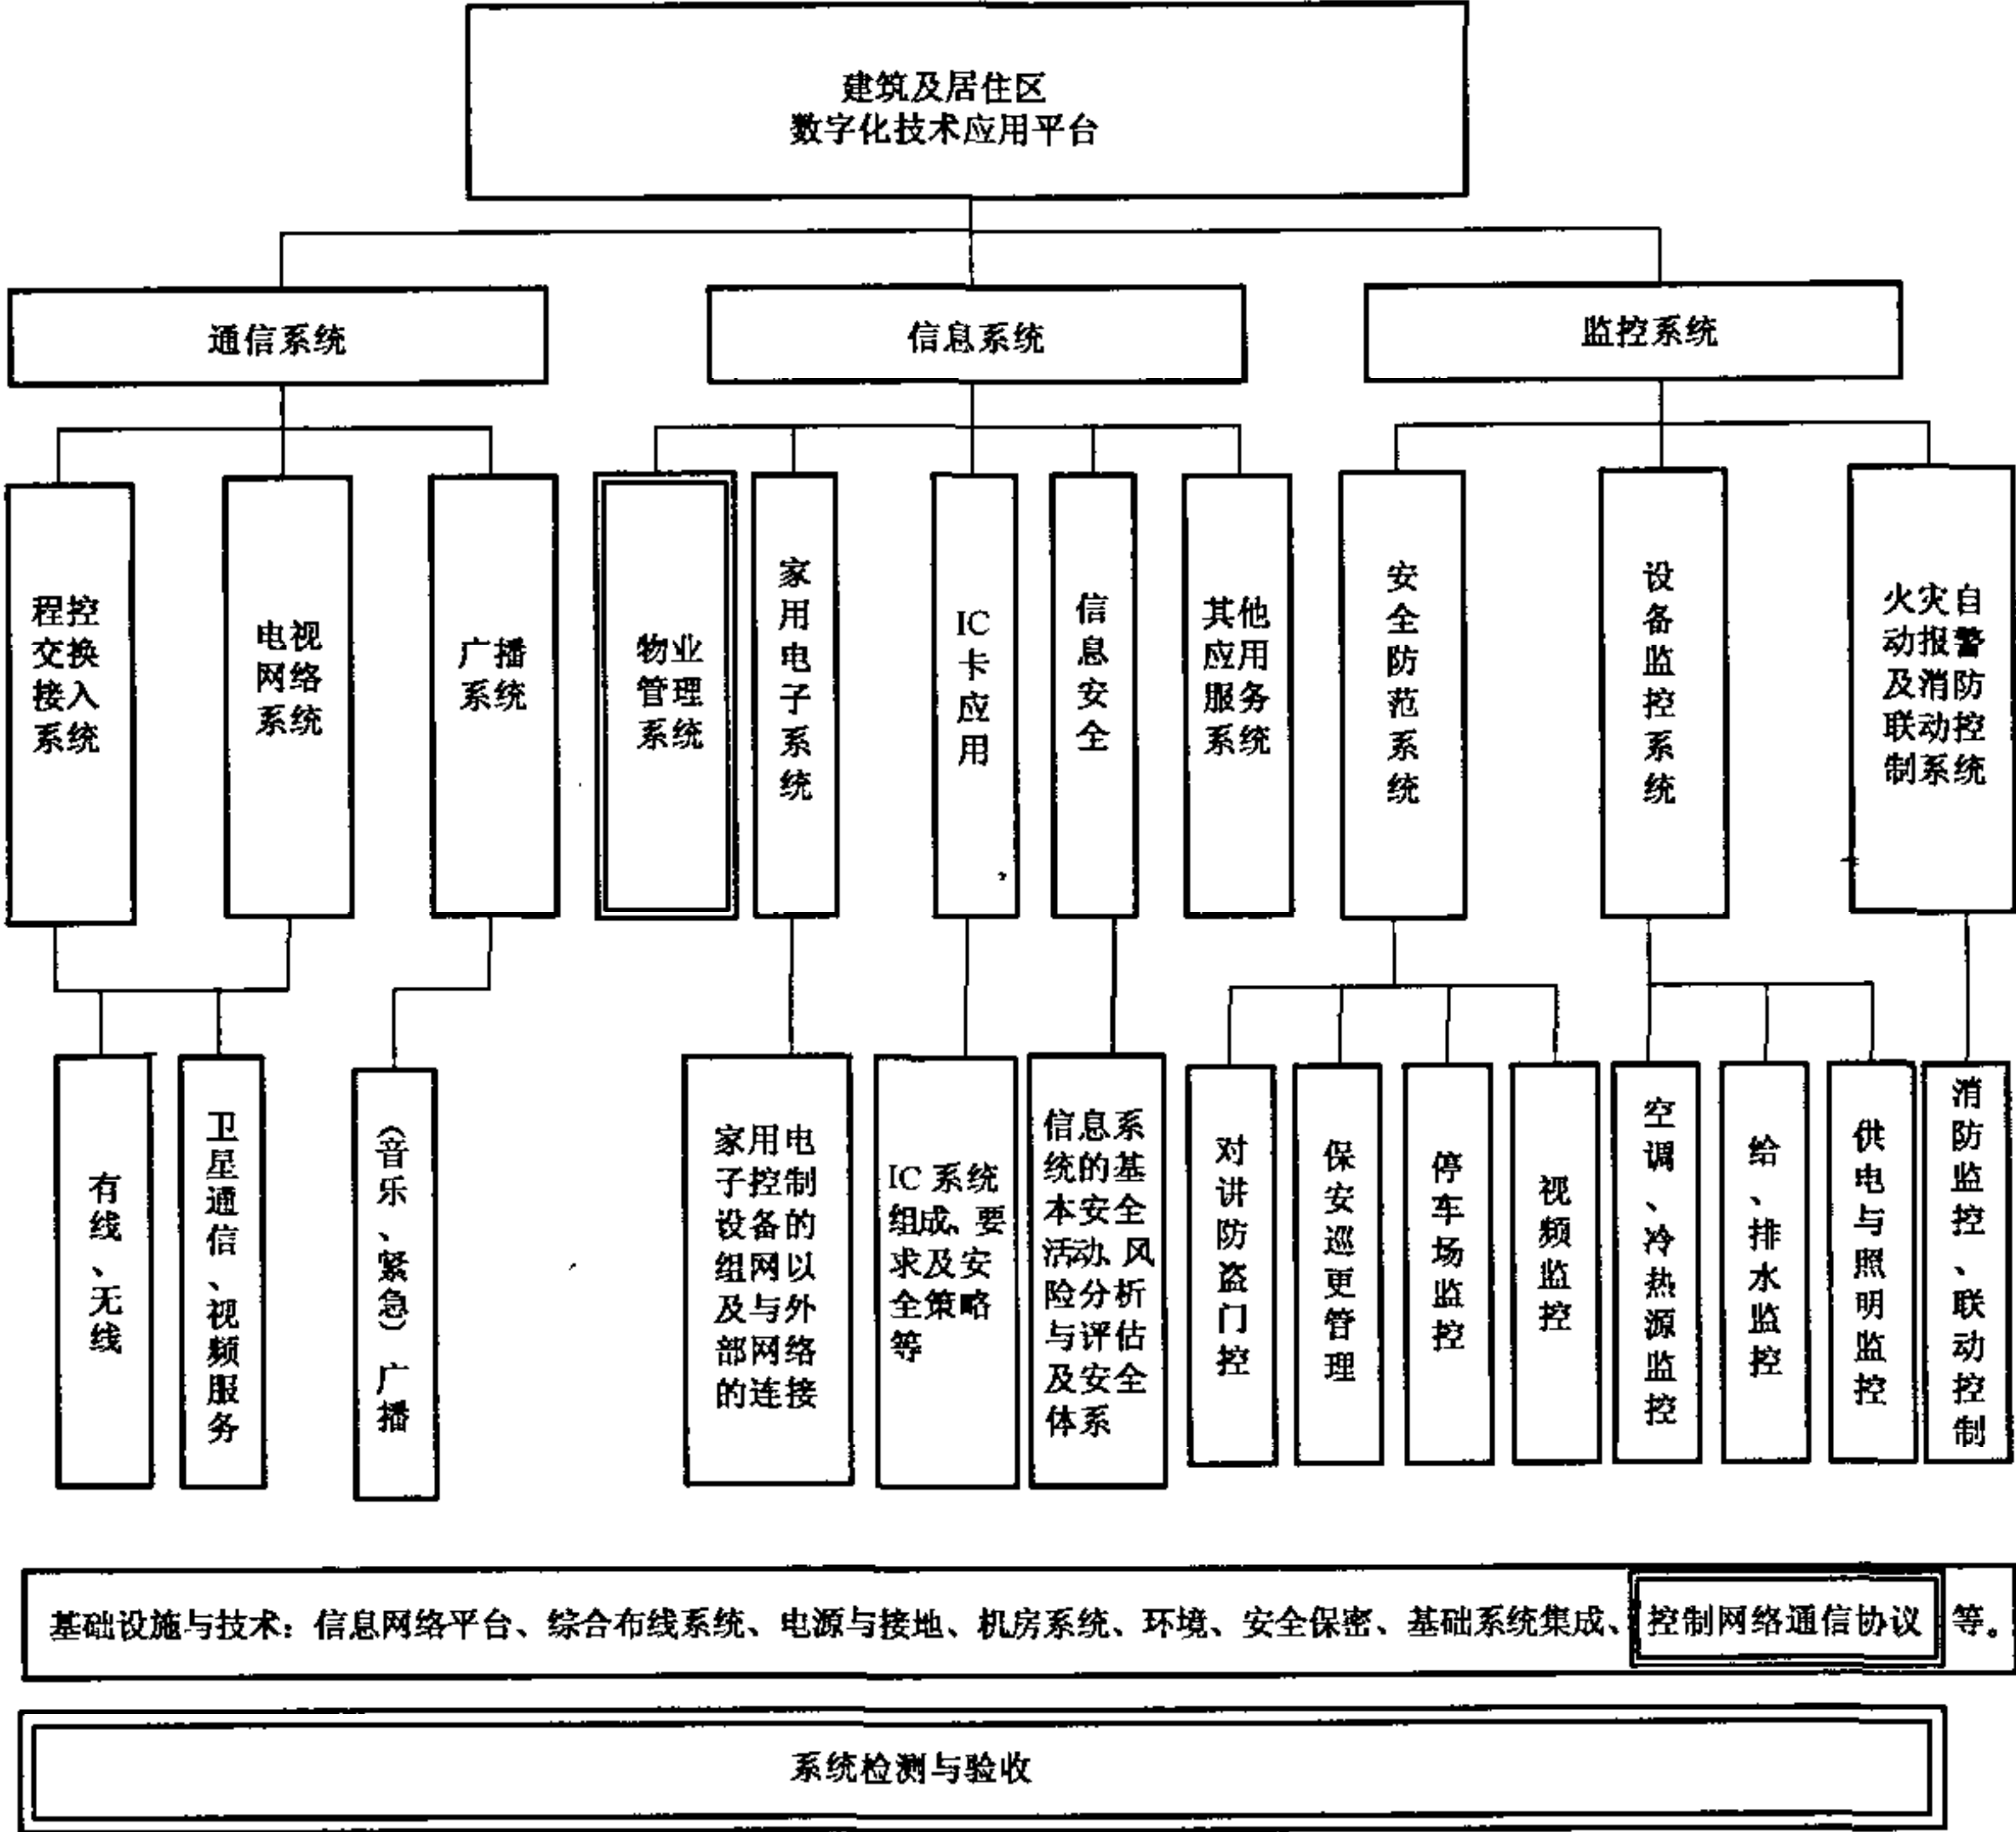 建筑及居住区
数字化技术应用平台
通信系统
信息系统
监控系统
程控
交换
接入
系统
电视
网络
系统
广播
系统
物业
管理
系统
家用电子系统
IC
卡应用
信息安全
其他
应用
服务
系统
安全防范系统
设备监控系统
火灾自
动报警
及消防
联动控
制系统
有线、无线
卫星通信、视频服务
（音乐、紧急）广播
家用电
子控制
设备的
组网以
及与外
部网络
的连接
IC 系统
组成、要
求及安
全策略
等
信息系
统的基
本安全
活动、风
险分析
与评估
及安全
体系
对讲防盗门控
保安巡更管理
停车场监控
视频监控
空调、冷热源监控
给、排水监控
供电与照明监控
消防监控、联动控制
基础设施与技术：信息网络平台、综合布线系统、电源与接地、机房系统、环境、安全保密、基础系统集成、控制网络通信协议等。
系统检测与验收